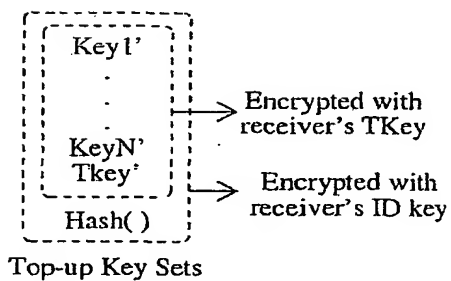 Key1'
.
.
.
KeyN'
Tkey'
Hash( )
Encrypted with
receiver's TKey
Encrypted with
receiver's ID key
Top-up Key Sets